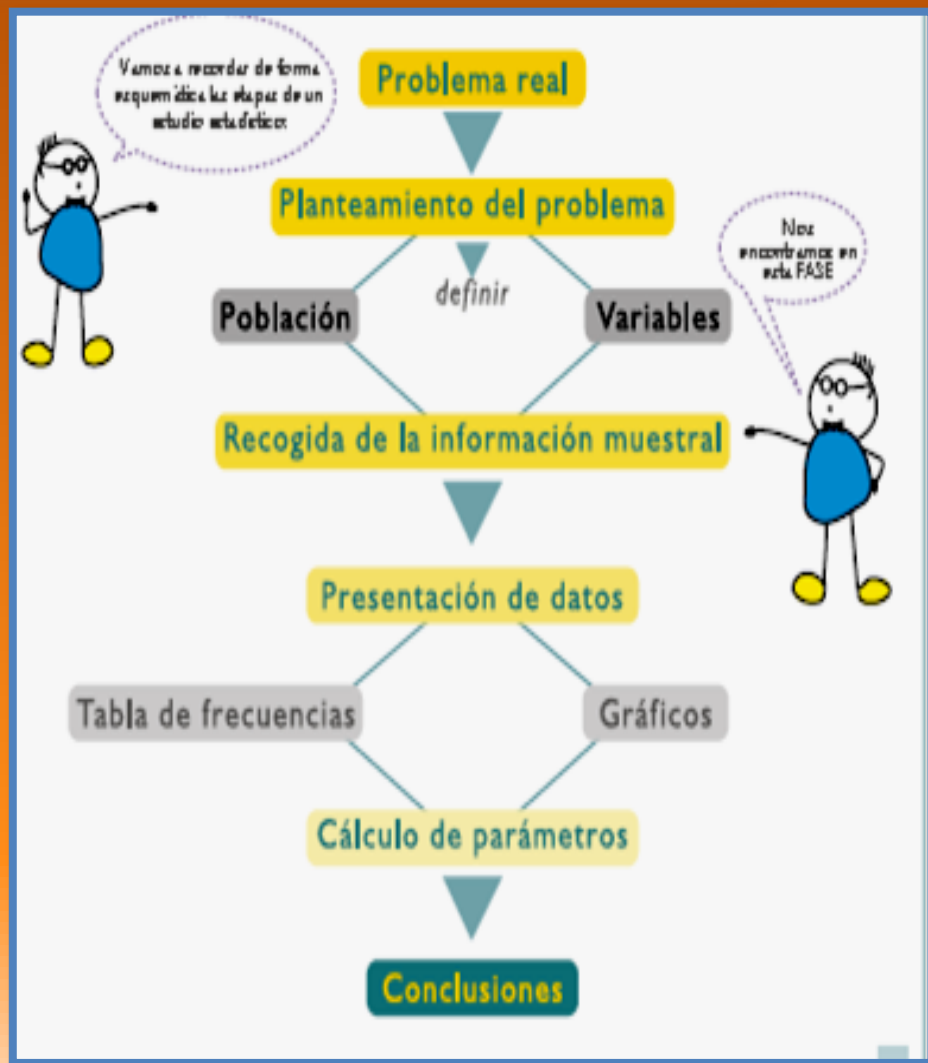 Vamos a recordar de forma
esquemática las etapas de un
estudio estadístico:
Problema real
Planteamiento del problema
definir
Población
Variables
Nos
encontramos en
esta FASE
Recogida de la información muestral
Presentación de datos
Tabla de frecuencias
Gráficos
Cálculo de parámetros
Conclusiones